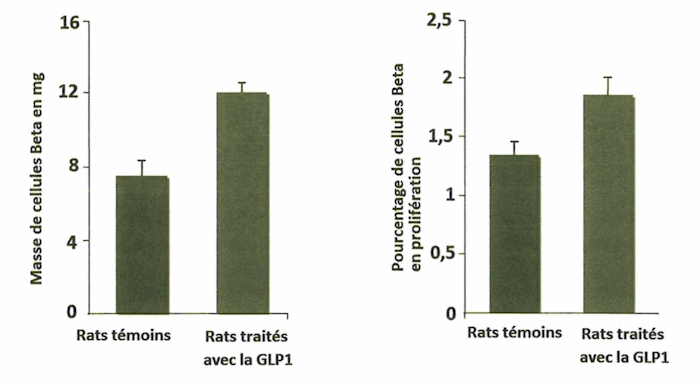 Masse de cellules Beta en mg
16
12
8
4
0
Rats témoins
Rats traités
avec la GLP1
Pourcentage de cellules Beta
en prolifération
2,5
2
1,5
1
0,5
0
Rats témoins
Rats traités
avec la GLP1